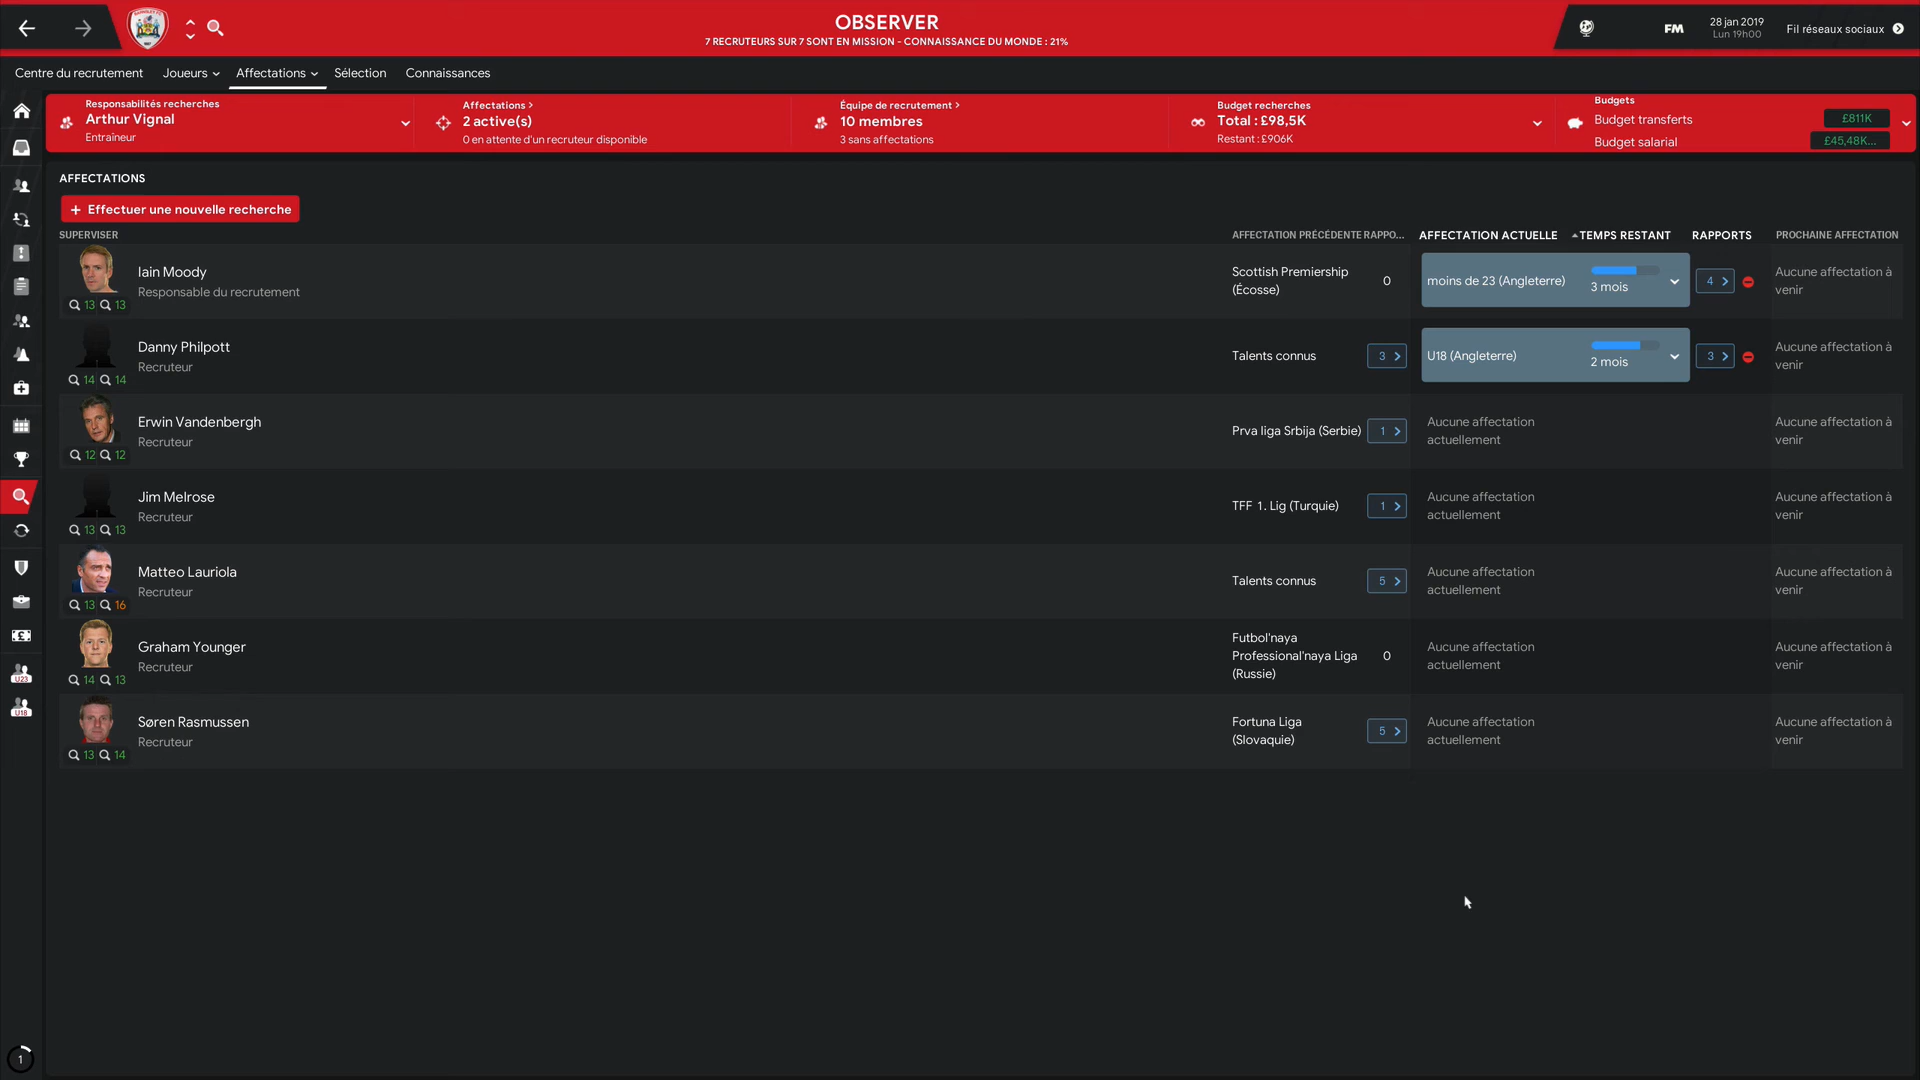 OBSERVER
7 RECRUTEURS SUR 7 SONT EN MISSION - CONNAISSANCE DU MONDE : 21%
FM
28 jan 2019
Lun 19h00
Fil réseaux sociaux
Centre du recrutement
Joueurs
Affectations
Sélection
Connaissances
Responsabilités recherches
Arthur Vignal
Entraîneur
Affectations >
2 active(s)
0 en attente d'un recruteur disponible
Équipe de recrutement >
10 membres
3 sans affectations
Budget recherches
Total : £98,5K
Restant : £906K
Budgets
Budget transferts £811K
Budget salarial £45,48K...
AFFECTATIONS
+ Effectuer une nouvelle recherche
SUPERVISER
AFFECTATION PRÉCÉDENTE RAPPO...
AFFECTATION ACTUELLE
TEMPS RESTANT
RAPPORTS
PROCHAINE AFFECTATION
Iain Moody
Responsable du recrutement
13 13
Scottish Premiership
(Écosse)
0
moins de 23 (Angleterre)
3 mois
4
Aucune affectation à
venir
Danny Philpott
Recruteur
14 14
Talents connus
3
U18 (Angleterre)
2 mois
3
Aucune affectation à
venir
Erwin Vandenbergh
Recruteur
12 12
Prva liga Srbija (Serbie)
1
Aucune affectation
actuellement
Aucune affectation à
venir
Jim Melrose
Recruteur
13 13
TFF 1. Lig (Turquie)
1
Aucune affectation
actuellement
Aucune affectation à
venir
Matteo Lauriola
Recruteur
13 16
Talents connus
5
Aucune affectation
actuellement
Aucune affectation à
venir
Graham Younger
Recruteur
14 13
Futbol'naya
Professional'naya Liga
(Russie)
0
Aucune affectation
actuellement
Aucune affectation à
venir
Søren Rasmussen
Recruteur
13 14
Fortuna Liga
(Slovaquie)
5
Aucune affectation
actuellement
Aucune affectation à
venir
U23
U18
1